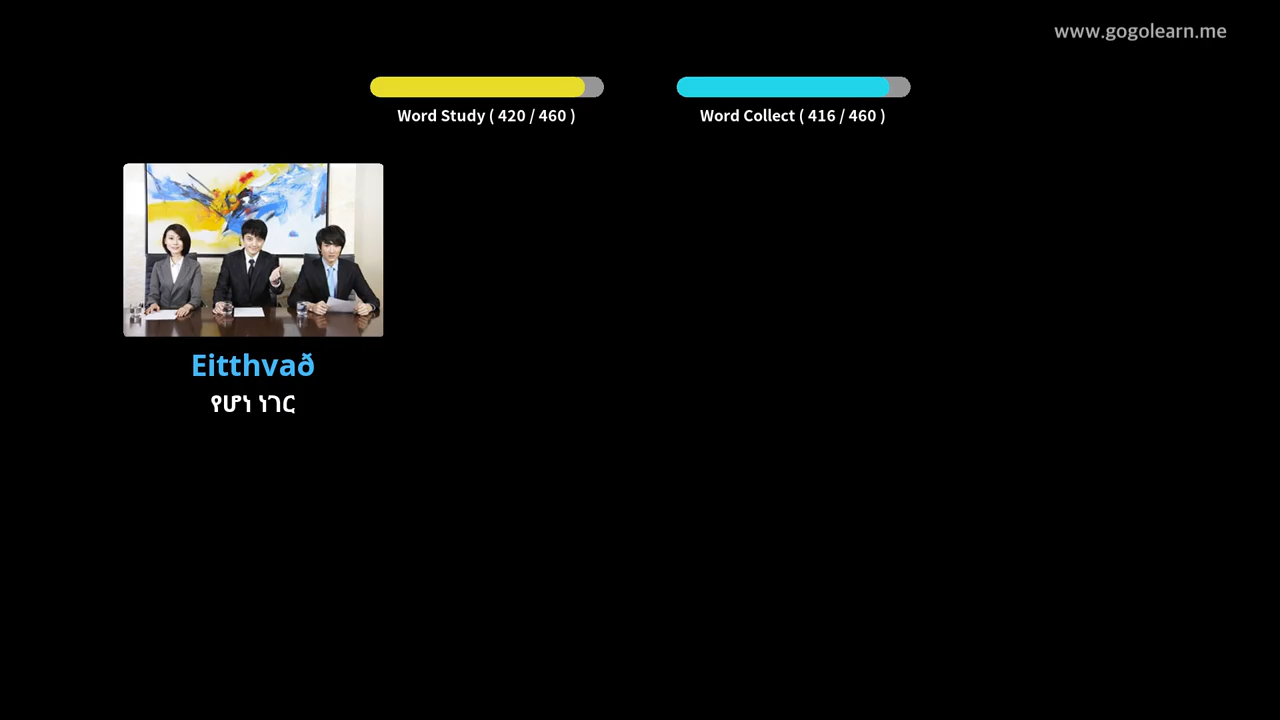 www.gogolearn.me
Word Study ( 420 / 460 )
Word Collect ( 416 / 460 )
Eitthvað
የሆነ ነገር